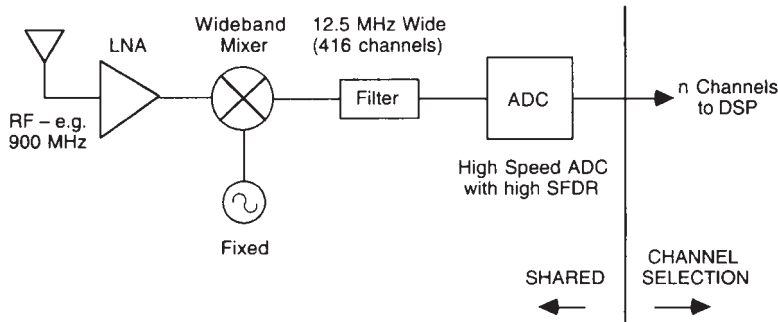 LNA
Wideband
Mixer
12.5 MHz Wide
(416 channels)
Filter
ADC
n Channels
to DSP
RF – e.g.
900 MHz
High Speed ADC
with high SFDR
Fixed
SHARED
CHANNEL
SELECTION